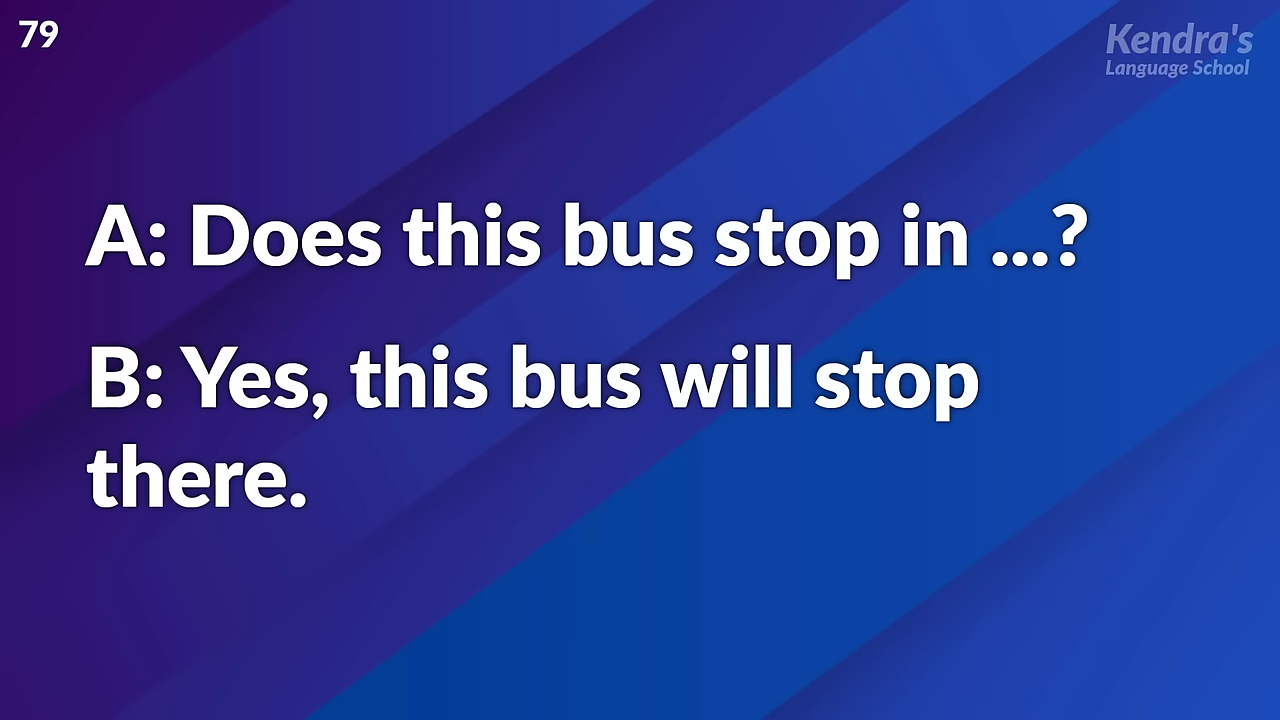 79
Kendra's
Language School
A: Does this bus stop in ...?
B: Yes, this bus will stop
there.